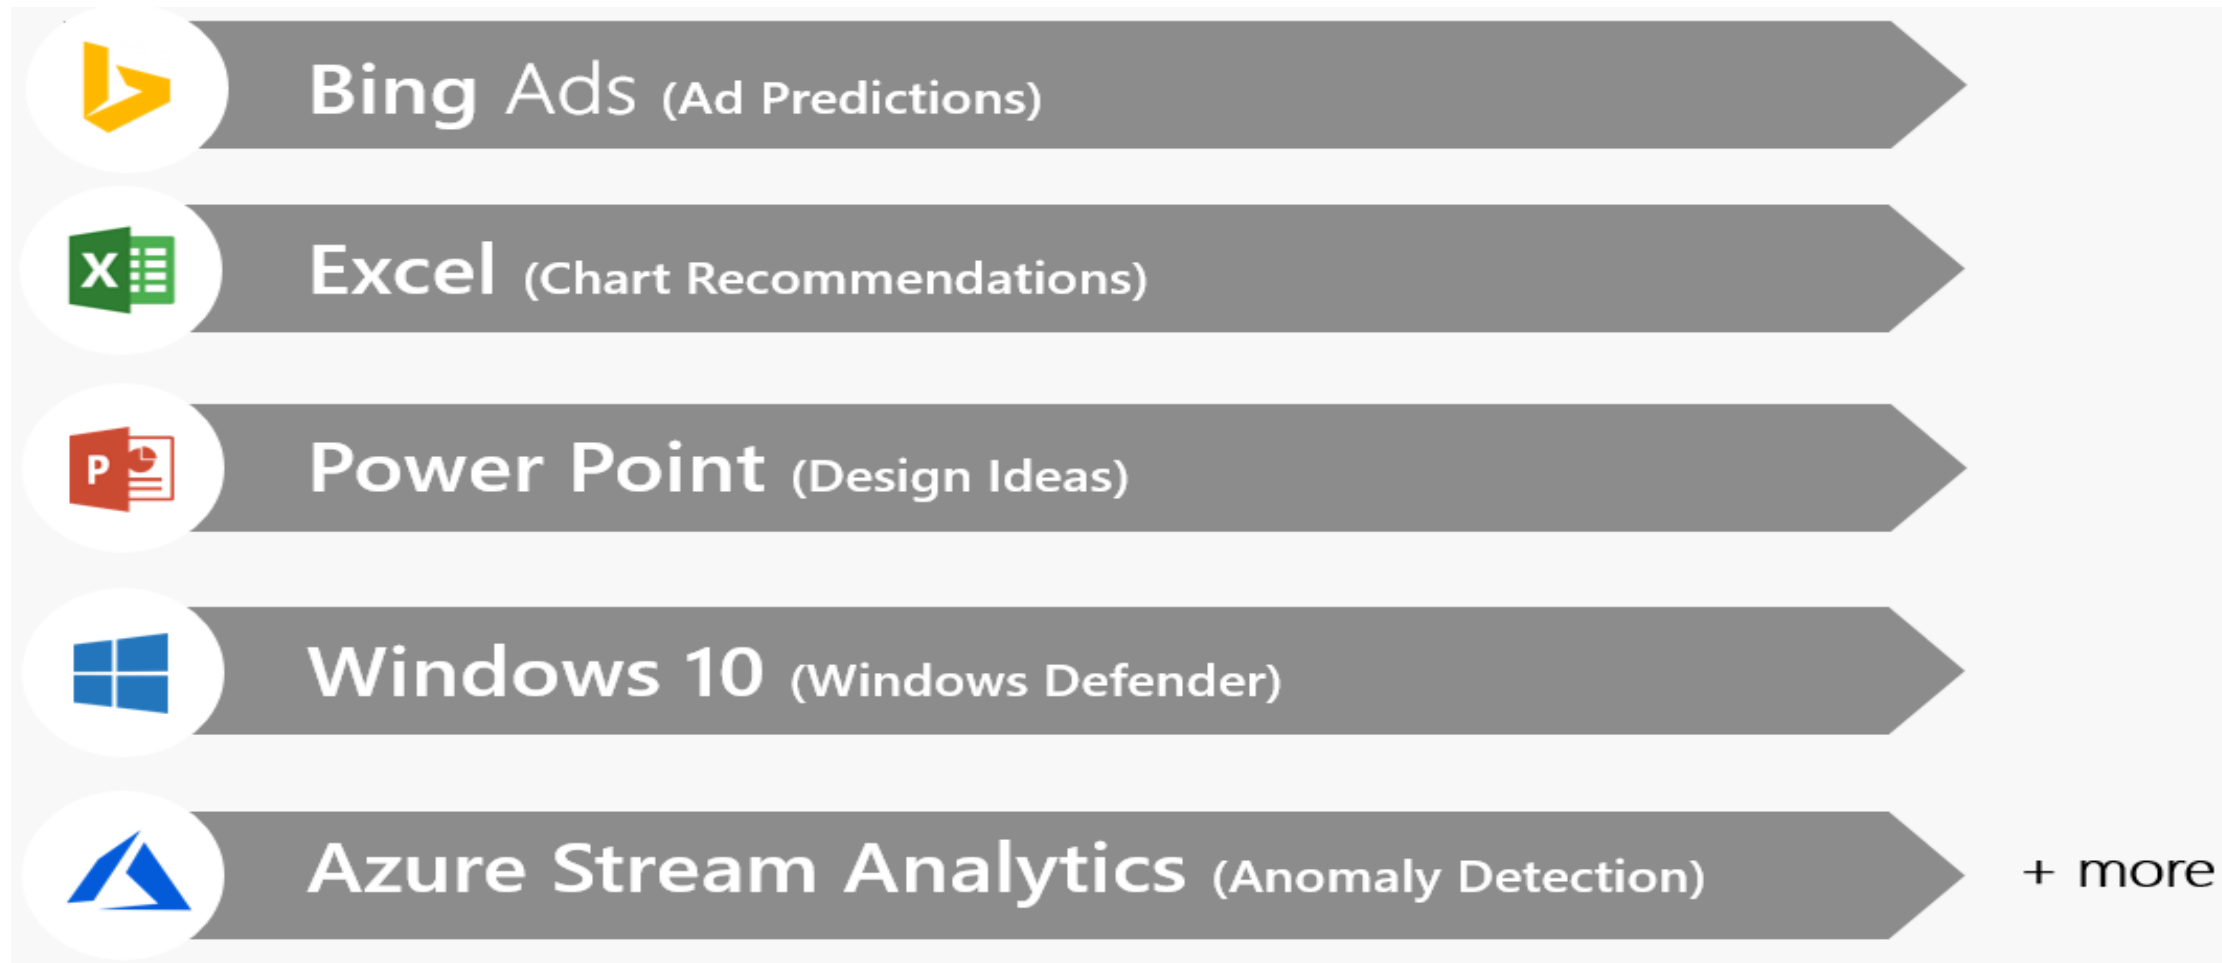 Bing Ads (Ad Predictions)
X
Excel (Chart Recommendations)
P
Power Point (Design Ideas)
Windows 10 (Windows Defender)
Azure Stream Analytics (Anomaly Detection)
+ more